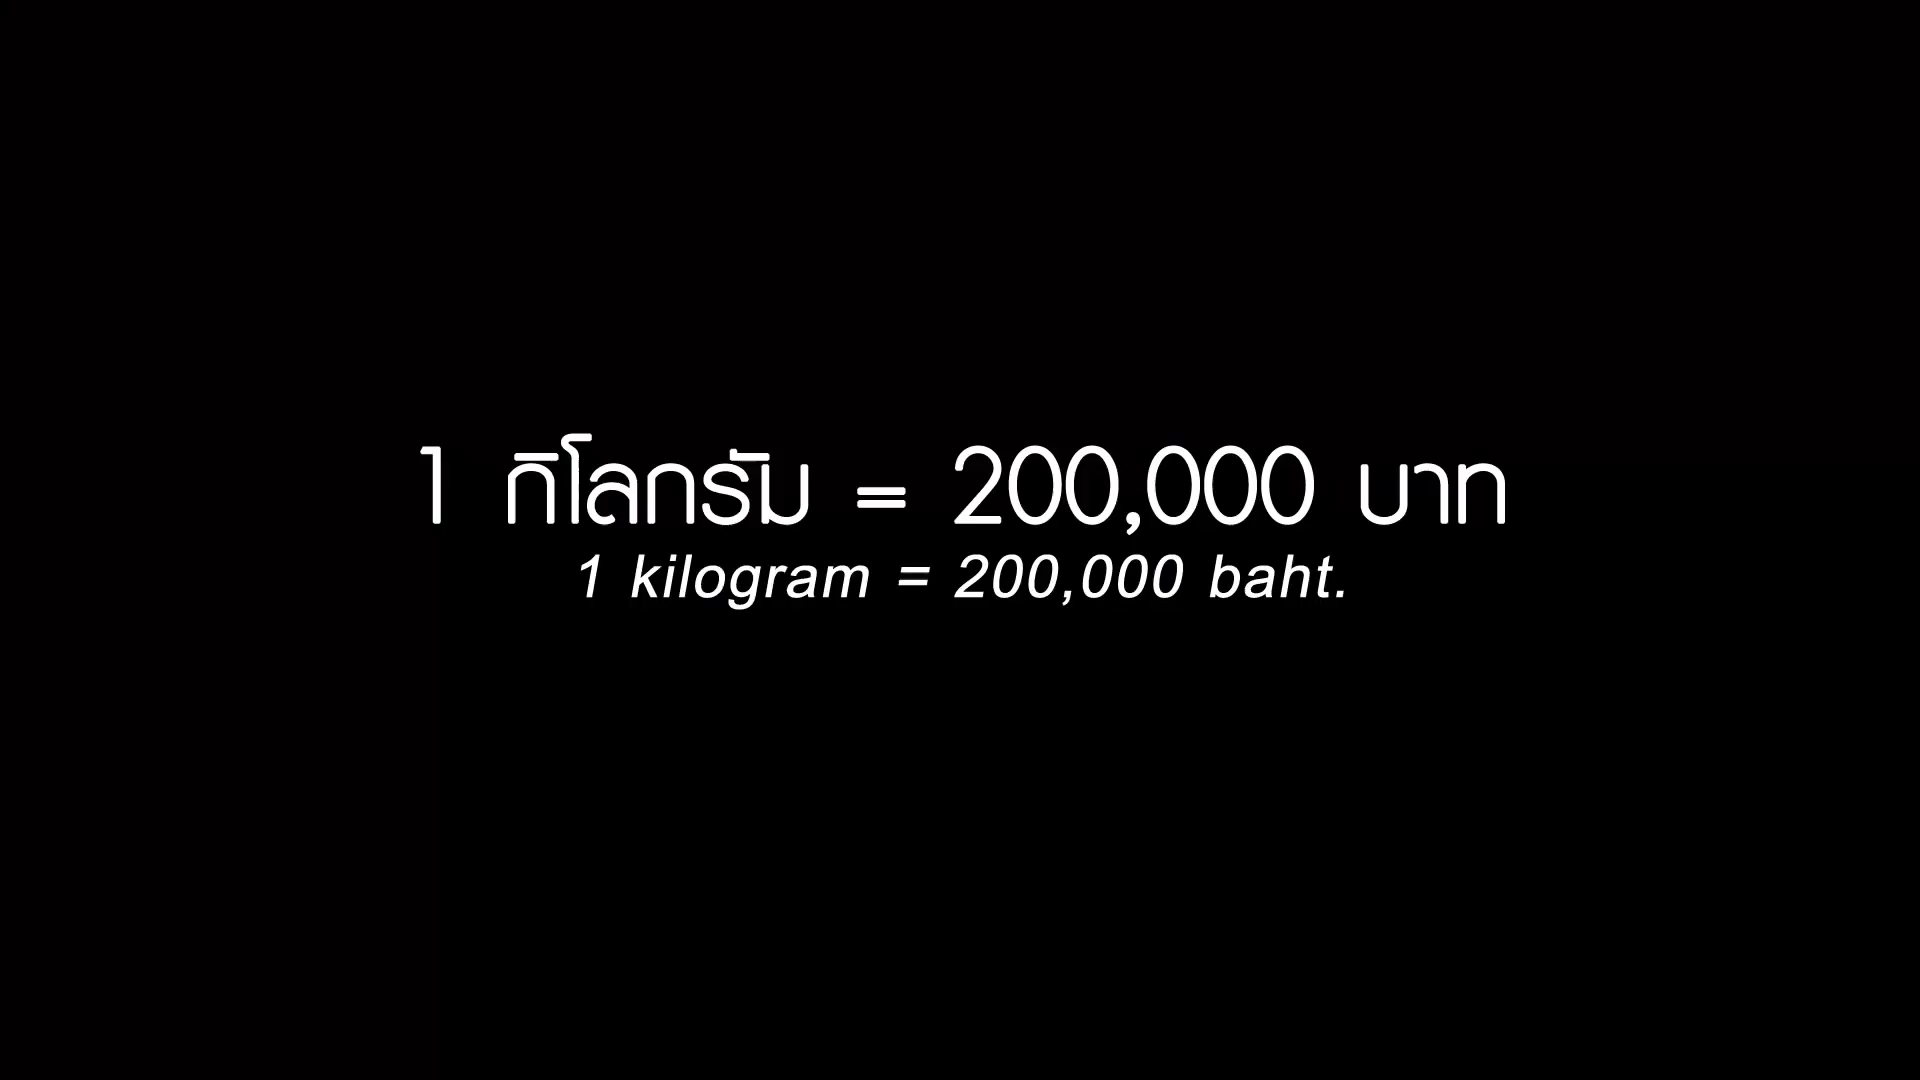 1 กิโลกรัม = 200,000 บาท
1 kilogram = 200,000 baht.